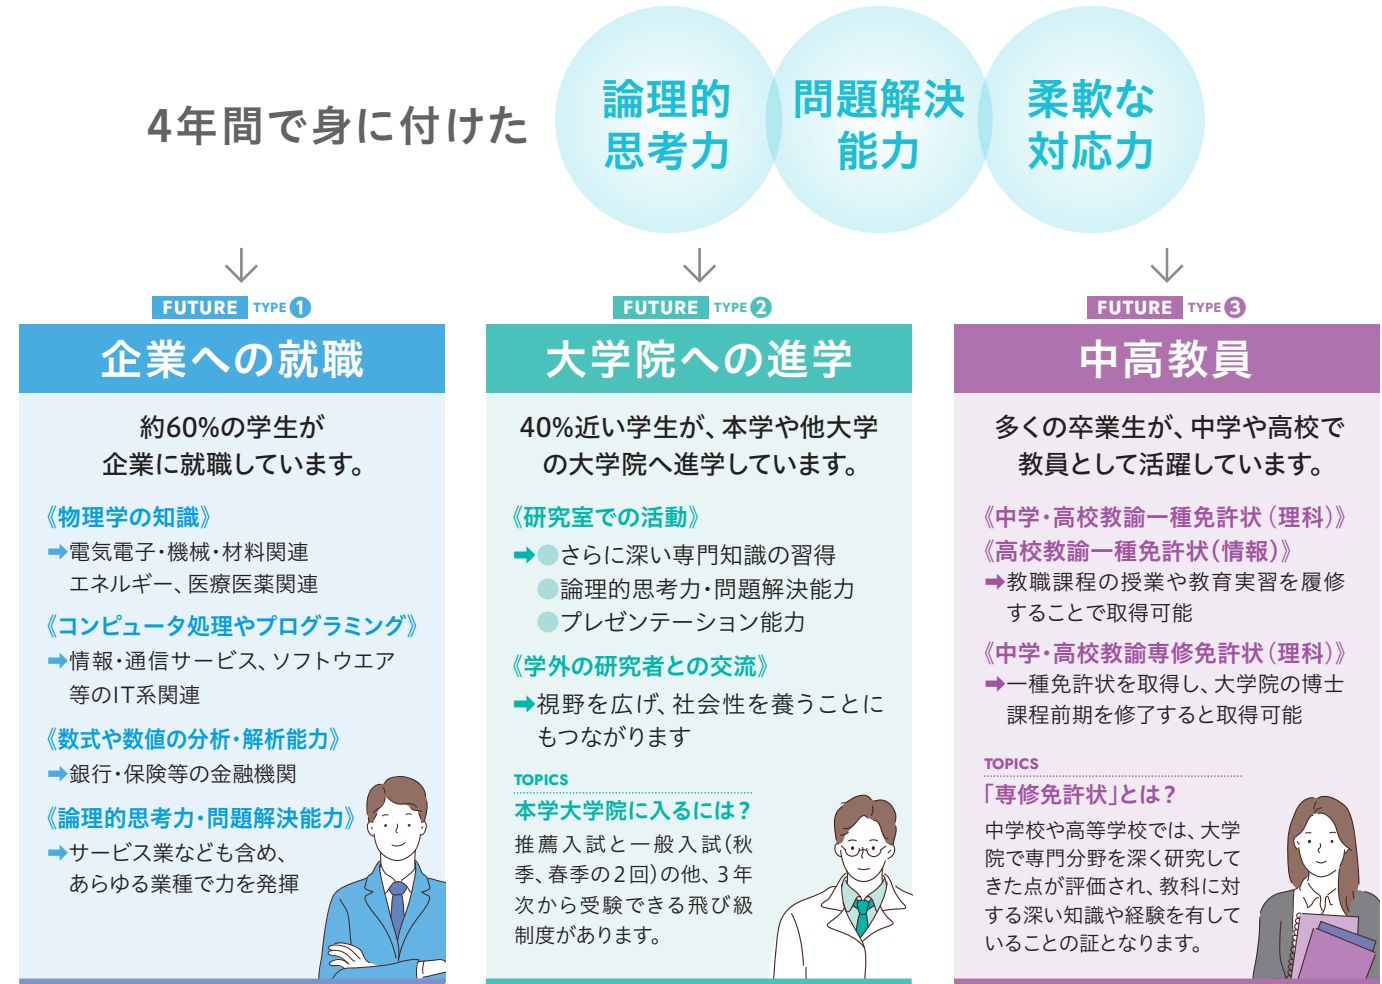 4年間で身に付けた
論理的
思考力
問題解決
能力
柔軟な
対応力
FUTURE TYPE 1
企業への就職
約60%の学生が
企業に就職しています。
《物理学の知識》
➡電気電子・機械・材料関連
エネルギー、医療医薬関連
《コンピュータ処理やプログラミング》
➡情報・通信サービス、ソフトウエア
等のIT系関連
《数式や数値の分析・解析能力》
➡銀行・保険等の金融機関
《論理的思考力・問題解決能力》
➡サービス業なども含め、
あらゆる業種で力を発揮
FUTURE TYPE 2
大学院への進学
40%近い学生が、本学や他大学
の大学院へ進学しています。
《研究室での活動》
➡●さらに深い専門知識の習得
●論理的思考力・問題解決能力
●プレゼンテーション能力
《学外の研究者との交流》
➡視野を広げ、社会性を養うことに
もつながります
TOPICS
本学大学院に入るには？
推薦入試と一般入試(秋
季、春季の2回)の他、3年
次から受験できる飛び級
制度があります。
FUTURE TYPE 3
中高教員
多くの卒業生が、中学や高校で
教員として活躍しています。
《中学・高校教諭一種免許状（理科）》
《高校教諭一種免許状（情報）》
➡教職課程の授業や教育実習を履修
することで取得可能
《中学・高校教諭専修免許状（理科）》
➡一種免許状を取得し、大学院の博士
課程前期を修了すると取得可能
TOPICS
「専修免許状」とは？
中学校や高等学校では、大学
院で専門分野を深く研究して
きた点が評価され、教科に対
する深い知識や経験を有して
いることの証となります。